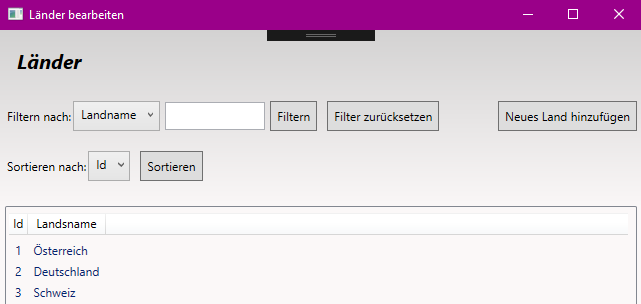 Länder bearbeiten
Länder
Filtern nach: Landname Filtern Filter zurücksetzen Neues Land hinzufügen
Sortieren nach: Id Sortieren
Id Landsname
1 Österreich
2 Deutschland
3 Schweiz